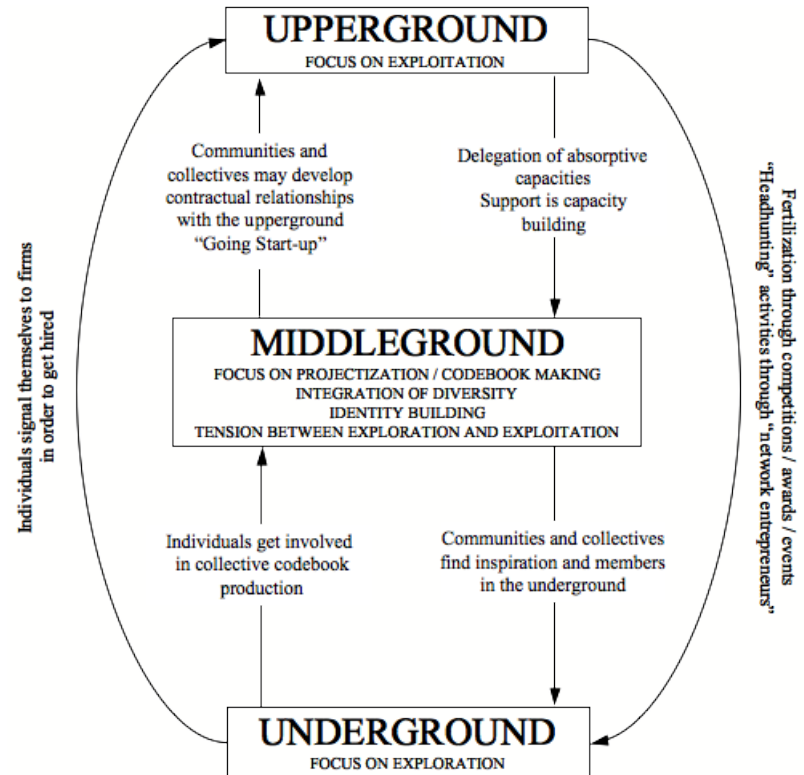 UPPERGROUND
FOCUS ON EXPLOITATION
Communities and
collectives may develop
contractual relationships
with the upperground
“Going Start-up”
Delegation of absorptive
capacities
Support is capacity
building
Individuals signal themselves to firms
in order to get hired
Fertilization through competitions / awards / events
“Headhunting” activities through “network entrepreneurs”
MIDDLEGROUND
FOCUS ON PROJECTIZATION / CODEBOOK MAKING
INTEGRATION OF DIVERSITY
IDENTITY BUILDING
TENSION BETWEEN EXPLORATION AND EXPLOITATION
Individuals get involved
in collective codebook
production
Communities and collectives
find inspiration and members
in the underground
UNDERGROUND
FOCUS ON EXPLORATION